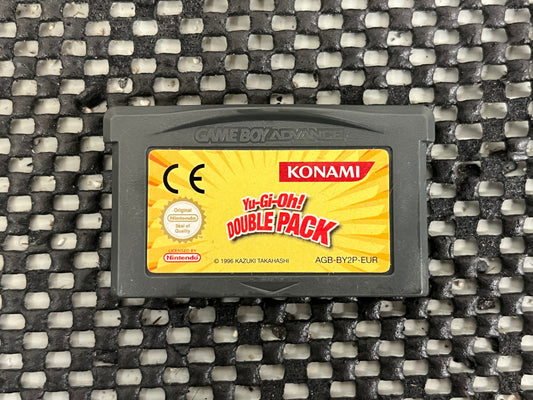 GAME BOY ADVANCE
CE
KONAMI
Original
Nintendo
Seal of
Quality
Yu-Gi-Oh!
DOUBLE PACK
LICENSED BY
Nintendo
© 1996 KAZUKI TAKAHASHI
AGB-BY2P-EUR